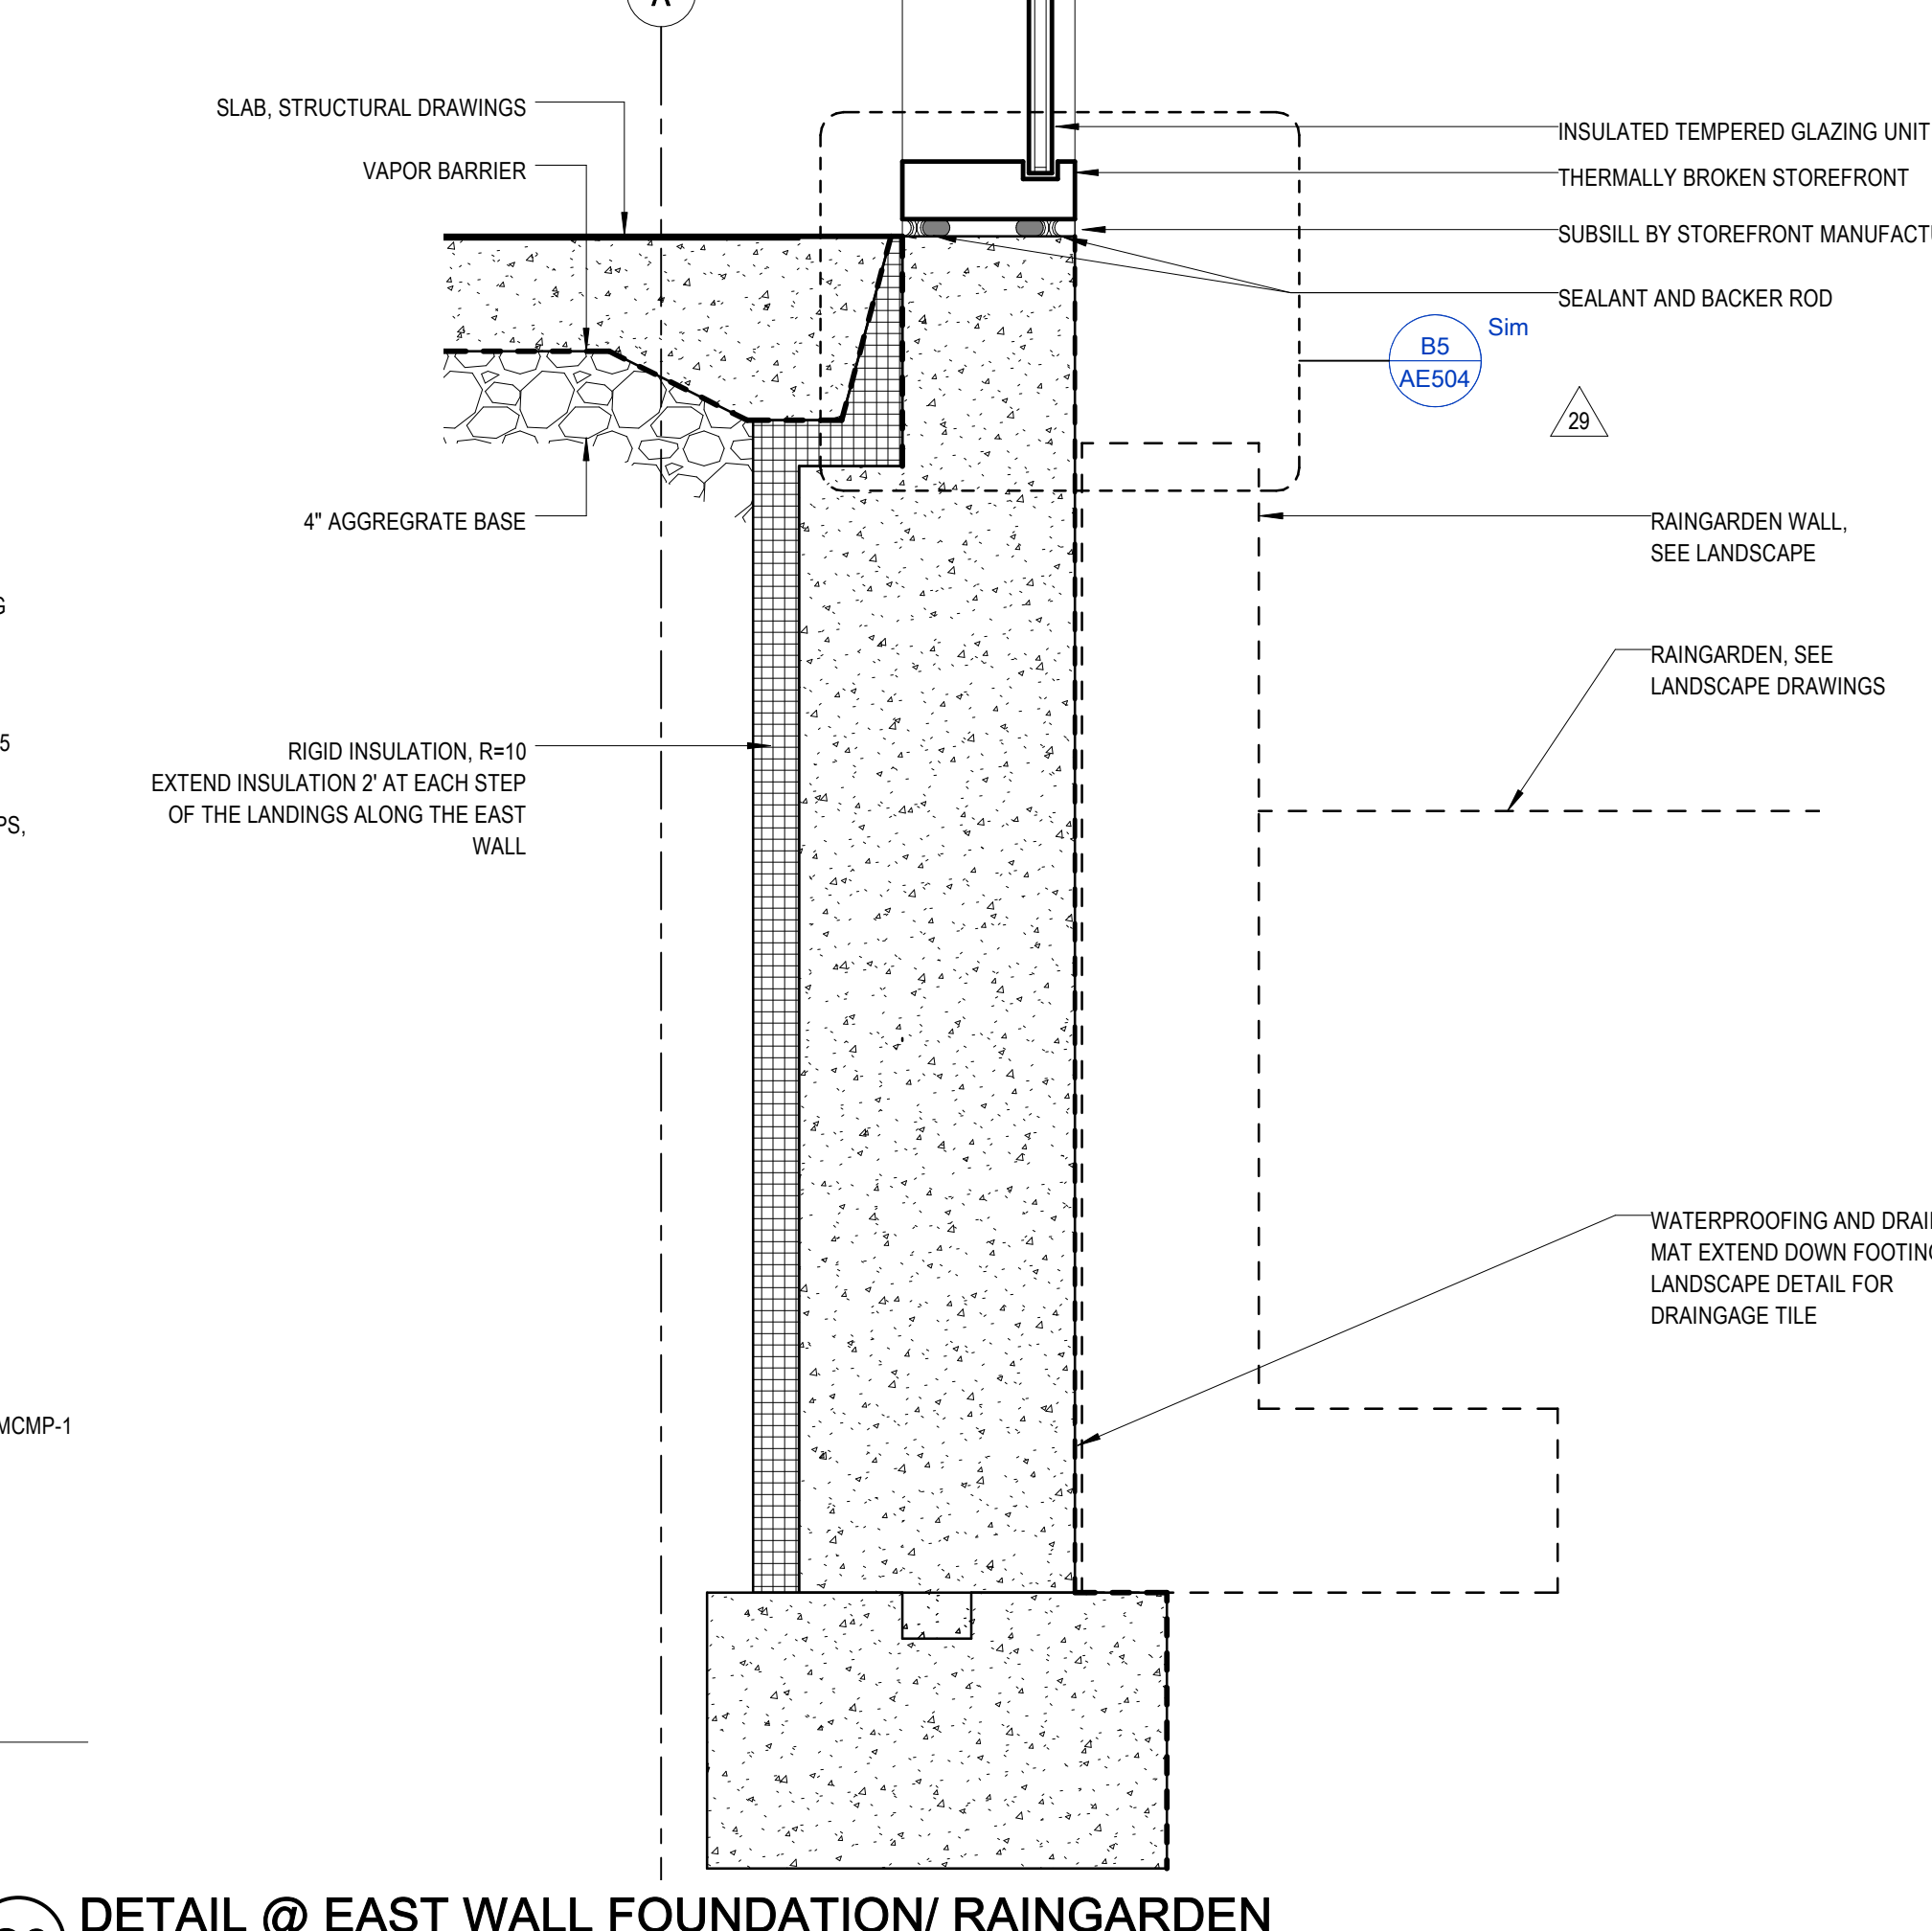 A
SLAB, STRUCTURAL DRAWINGS
VAPOR BARRIER
4" AGGREGRATE BASE
RIGID INSULATION, R=10
EXTEND INSULATION 2' AT EACH STEP
OF THE LANDINGS ALONG THE EAST
WALL
G
5
PS,
MCMP-1
INSULATED TEMPERED GLAZING UNIT
THERMALLY BROKEN STOREFRONT
SUBSILL BY STOREFRONT
SEALANT AND BACKER ROD
B5
AE504
Sim
29
RAINGARDEN WALL,
SEE LANDSCAPE
RAINGARDEN, SEE
LANDSCAPE DRAWINGS
WATERPROOFING AND
MAT EXTEND DOWN
LANDSCAPE DETAIL FOR
DRAINGAGE TILE
DETAIL @ EAST WALL FOUNDATION/ RAINGARDEN